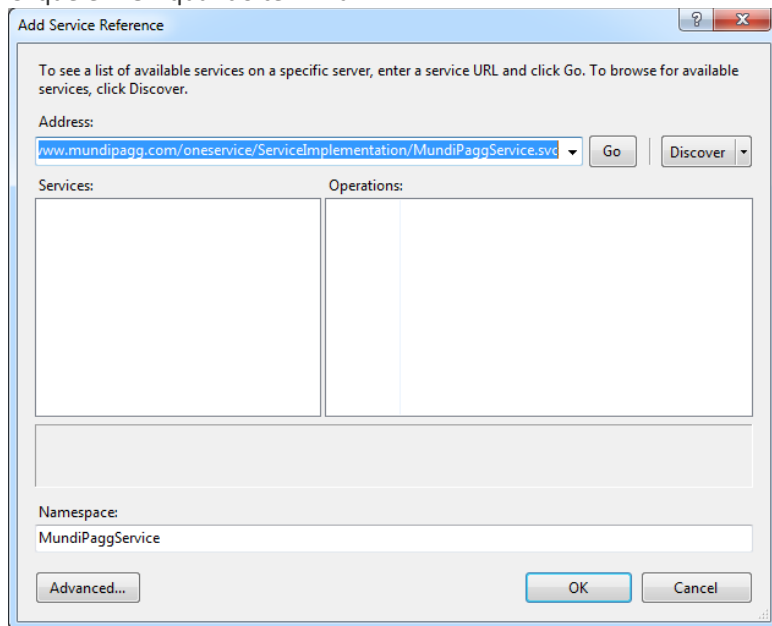 Add Service Reference
To see a list of available services on a specific server, enter a service URL and click Go. To browse for available
services, click Discover.
Address:
www.mundipagg.com/oneservice/ServiceImplementation/MundiPaggService.svc
Go
Discover
Services:
Operations:
Namespace:
MundiPaggService
Advanced...
OK
Cancel